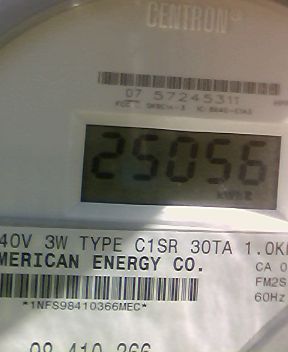 CENTRON
07 57245311
25056
40V 3W TYPE C1SR 30TA 1.0K
MERICAN ENERGY CO.
CA 0
FM2S
60Hz
*1NFS98410366MEC*
98 410 366